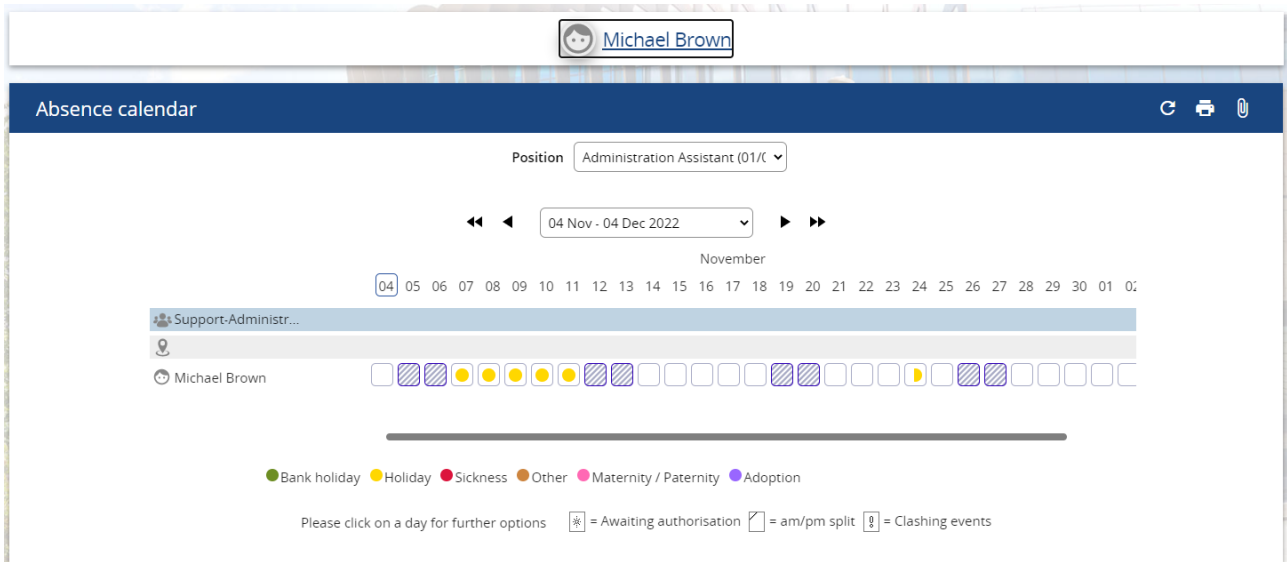 Michael Brown
Absence calendar
Position Administration Assistant (01/0
04 Nov - 04 Dec 2022
November
04 05 06 07 08 09 10 11 12 13 14 15 16 17 18 19 20 21 22 23 24 25 26 27 28 29 30 01 02
Support-Administr...
Michael Brown
Bank holiday Holiday Sickness Other Maternity / Paternity Adoption
Please click on a day for further options = Awaiting authorisation = am/pm split = Clashing events